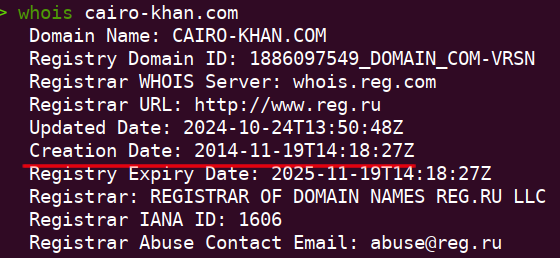 > whois cairo-khan.com
Domain Name: CAIRO-KHAN.COM
Registry Domain ID: 1886097549_DOMAIN_COM-VRSN
Registrar WHOIS Server: whois.reg.com
Registrar URL: http://www.reg.ru
Updated Date: 2024-10-24T13:50:48Z
Creation Date: 2014-11-19T14:18:27Z
Registry Expiry Date: 2025-11-19T14:18:27Z
Registrar: REGISTRAR OF DOMAIN NAMES REG.RU LLC
Registrar IANA ID: 1606
Registrar Abuse Contact Email: abuse@reg.ru